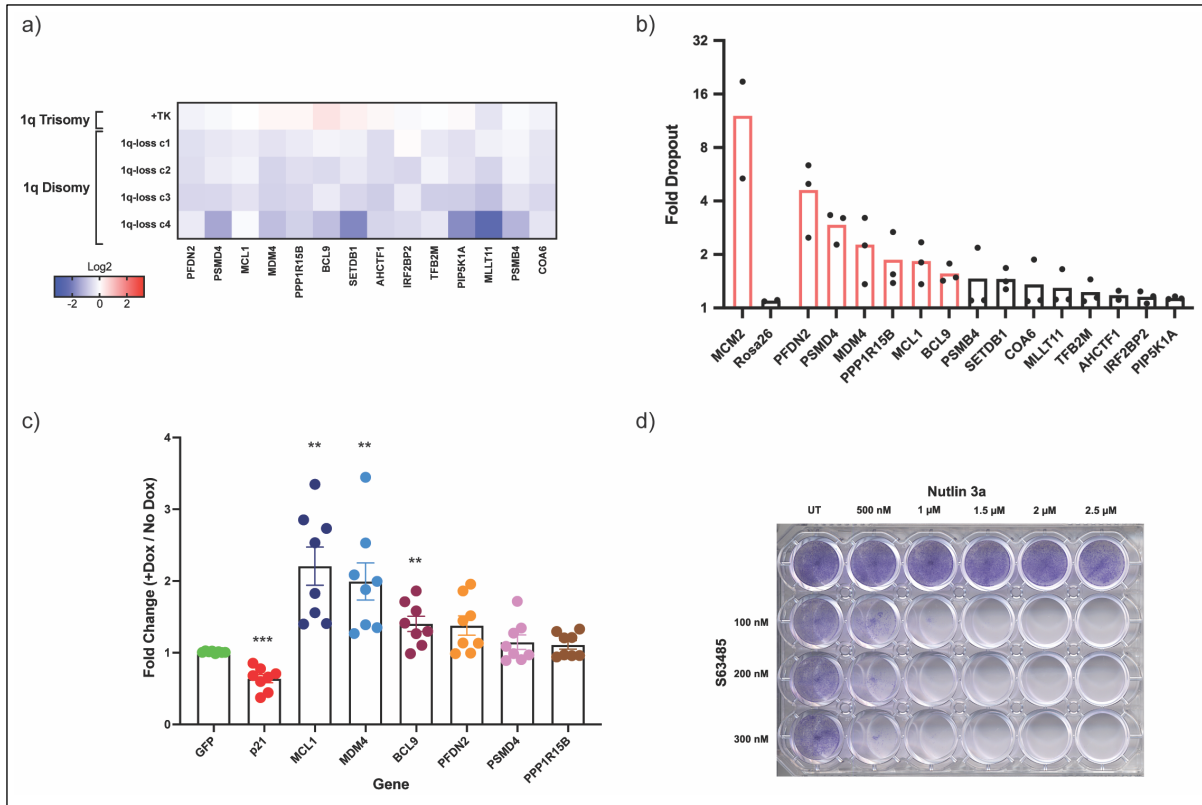 a)
1q Trisomy
+TK
1q Disomy
1q-loss c1
1q-loss c2
1q-loss c3
1q-loss c4
PFDN2
PSMD4
MCL1
MDM4
PPP1R15B
BCL9
SETDB1
AHCTF1
IRF2BP2
TFB2M
PIP5K1A
MLLT11
PSMB4
COA6
Log2
-2 0 2
b)
Fold Dropout
32
16
8
4
2
1
MCM2
Rosa26
PFDN2
PSMD4
MDM4
PPP1R15B
MCL1
BCL9
PSMB4
SETDB1
COA6
MLLT11
TFB2M
AHCTF1
IRF2BP2
PIP5K1A
c)
Fold Change (+Dox / No Dox)
4
3
2
1
0
***
**
**
**
GFP
p21
MCL1
MDM4
BCL9
PFDN2
PSMD4
PPP1R15B
Gene
d)
Nutlin 3a
UT 500 nM 1 µM 1.5 µM 2 µM 2.5 µM
S63485
100 nM
200 nM
300 nM